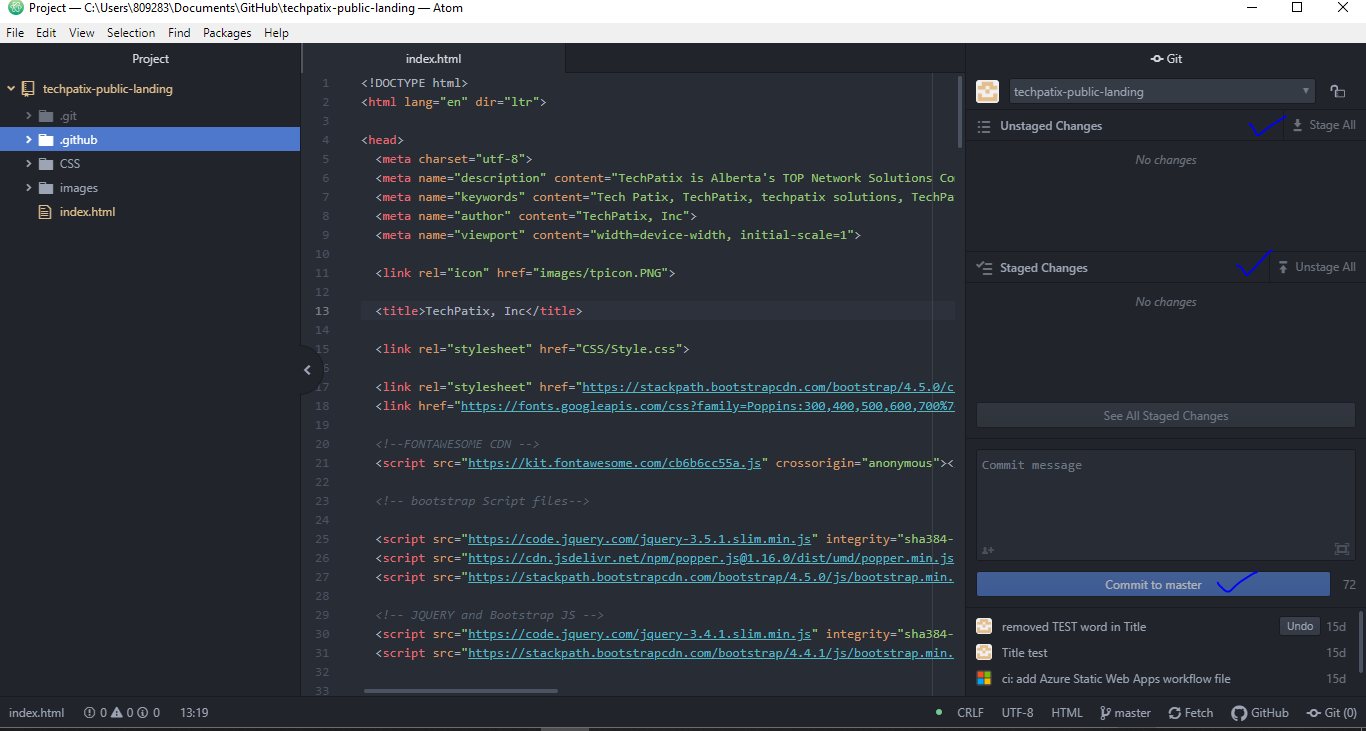 Project — C:\Users\809283\Documents\GitHub\techpatix-public-landing — Atom
File Edit View Selection Find Packages Help
Project
techpatix-public-landing
.git
.github
CSS
images
index.html
index.html
1 <!DOCTYPE html>
2 <html lang="en" dir="ltr">
3
4 <head>
5 <meta charset="utf-8">
6 <meta name="description" content="TechPatix is Alberta's TOP Network Solutions Co
7 <meta name="keywords" content="Tech Patix, TechPatix, techpatix solutions, TechPa
8 <meta name="author" content="TechPatix, Inc">
9 <meta name="viewport" content="width=device-width, initial-scale=1">
10
11 <link rel="icon" href="images/tpicon.PNG">
12
13 <title>TechPatix, Inc</title>
14
15 <link rel="stylesheet" href="CSS/Style.css">
6
17 <link rel="stylesheet" href="https://stackpath.bootstrapcdn.com/bootstrap/4.5.0/c
18 <link href="https://fonts.googleapis.com/css?family=Poppins:300,400,500,600,700%7
19
20 <!--FONTAWESOME CDN -->
21 <script src="https://kit.fontawesome.com/cb6b6cc55a.js" crossorigin="anonymous"><
22
23 <!-- bootstrap Script files-->
24
25 <script src="https://code.jquery.com/jquery-3.5.1.slim.min.js" integrity="sha384-
26 <script src="https://cdn.jsdelivr.net/npm/popper.js@1.16.0/dist/umd/popper.min.js
27 <script src="https://stackpath.bootstrapcdn.com/bootstrap/4.5.0/js/bootstrap.min.
28
29 <!-- JQUERY and Bootstrap JS -->
30 <script src="https://code.jquery.com/jquery-3.4.1.slim.min.js" integrity="sha384-
31 <script src="https://stackpath.bootstrapcdn.com/bootstrap/4.4.1/js/bootstrap.min.
32
33
Git
techpatix-public-landing
Unstaged Changes Stage All
No changes
Staged Changes Unstage All
No changes
See All Staged Changes
Commit message
Commit to master 72
removed TEST word in Title Undo 15d
Title test 15d
ci: add Azure Static Web Apps workflow file 15d
index.html 0 0 0 13:19 CRLF UTF-8 HTML master Fetch GitHub Git (0)